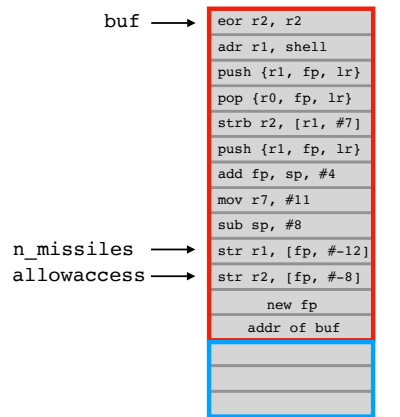 buf eor r2, r2
adr r1, shell
push {r1, fp, lr}
pop {r0, fp, lr}
strb r2, [r1, #7]
push {r1, fp, lr}
add fp, sp, #4
mov r7, #11
sub sp, #8
n_missiles str r1, [fp, #-12]
allowaccess str r2, [fp, #-8]
new fp
addr of buf